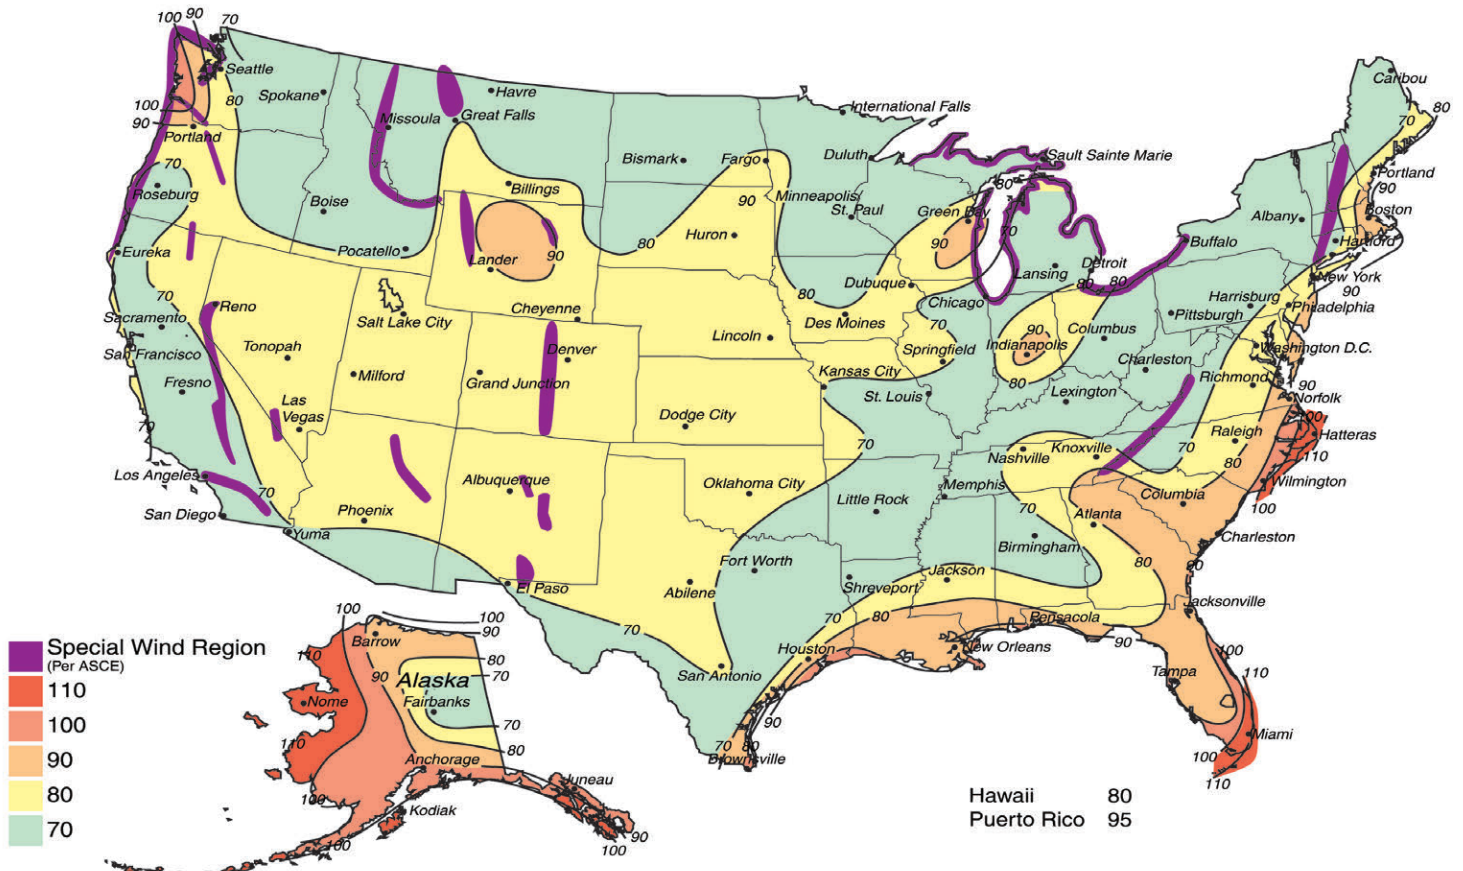 100 90 70
Seattle
Spokane
Havre
Missoula
Great Falls
80
100
90
Portland
70
Roseburg
Boise
Billings
Eureka
Pocatello
Lander
90
Cheyenne
70
Reno
Salt Lake City
Sacramento
San Francisco
Tonopah
Milford
Fresno
Las
Vegas
Grand Junction
Denver
70
Los Angeles
70
San Diego
Yuma
Phoenix
Albuquerque
El Paso
International Falls
Bismark
Fargo
Duluth
Sault Sainte Marie
Minneapolis
St. Paul
90
Huron
80
Green Bay
90
80
70
Lansing
Detroit
80
80
Buffalo
Dubuque
Chicago
80
Des Moines
Lincoln
70
Springfield
90
Indianapolis
80
Columbus
Kansas City
St. Louis
Dodge City
70
Lexington
Charleston
Pittsburgh
Harrisburg
Philadelphia
New York
90
Hartford
Boston
90
Portland
Albany
Caribou
70
80
Washington D.C.
Richmond
90
Norfolk
100
Hatteras
110
Raleigh
80
70
Wilmington
100
Nashville
Knoxville
Columbia
Memphis
Little Rock
Oklahoma City
Atlanta
70
Birmingham
Charleston
80
90
Fort Worth
Abilene
Shreveport
Jackson
70
80
70
Jacksonville
Pensacola
90
New Orleans
Houston
San Antonio
90
70 80
Brownsville
Tampa
100
110
Miami
100
110
Special Wind Region
(Per ASCE)
110
100
90
80
70
100
100
90
Barrow
110
80
90
70
Alaska
Nome
Fairbanks
70
110
80
Anchorage
Juneau
100
Kodiak
100
90
100
Hawaii 80
Puerto Rico 95